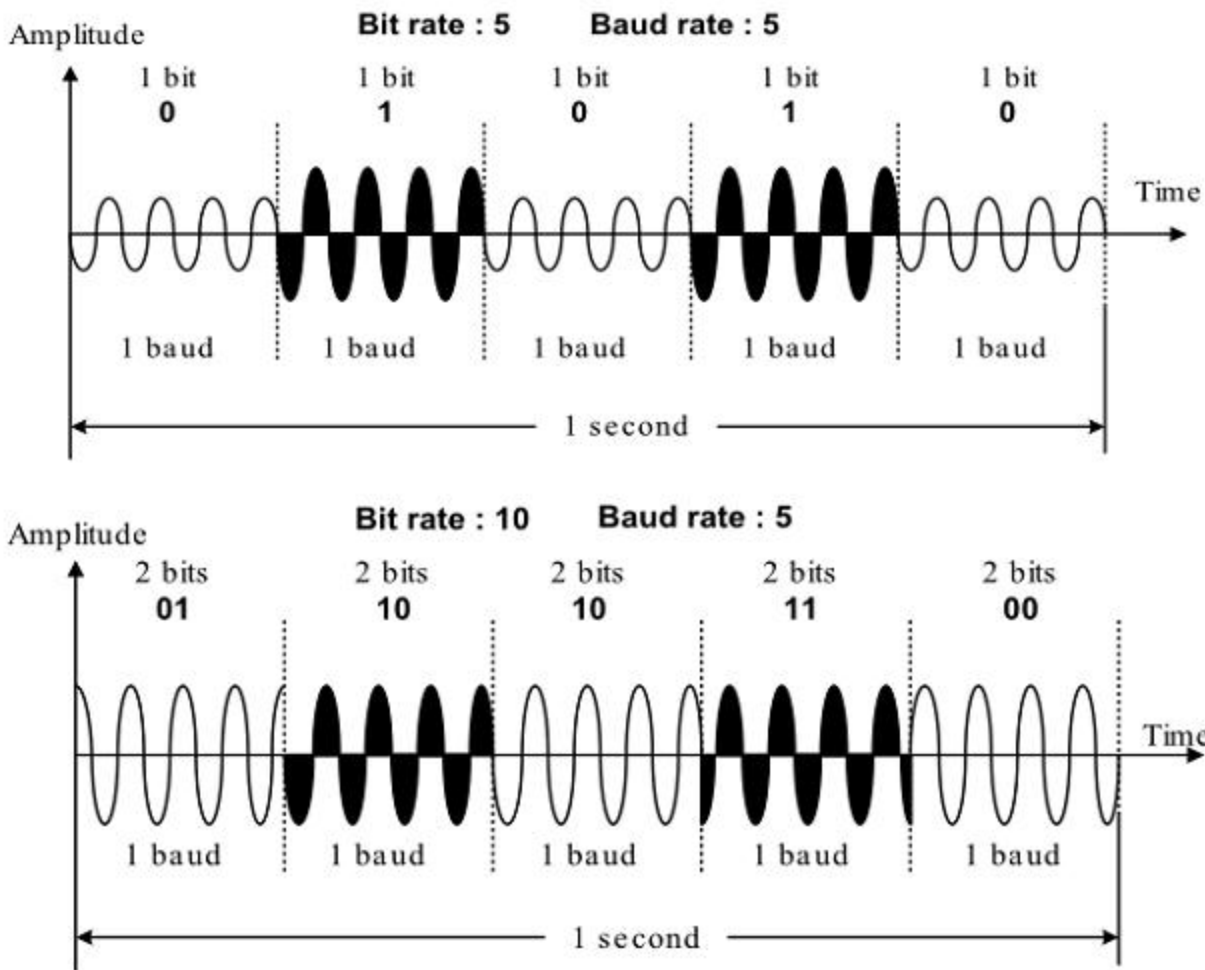 Bit rate : 5 Baud rate : 5
Amplitude
1 bit 1 bit 1 bit 1 bit 1 bit
0 1 0 1 0
Time
1 baud 1 baud 1 baud 1 baud 1 baud
1 second
Bit rate : 10 Baud rate : 5
Amplitude
2 bits 2 bits 2 bits 2 bits 2 bits
01 10 10 11 00
Time
1 baud 1 baud 1 baud 1 baud 1 baud
1 second